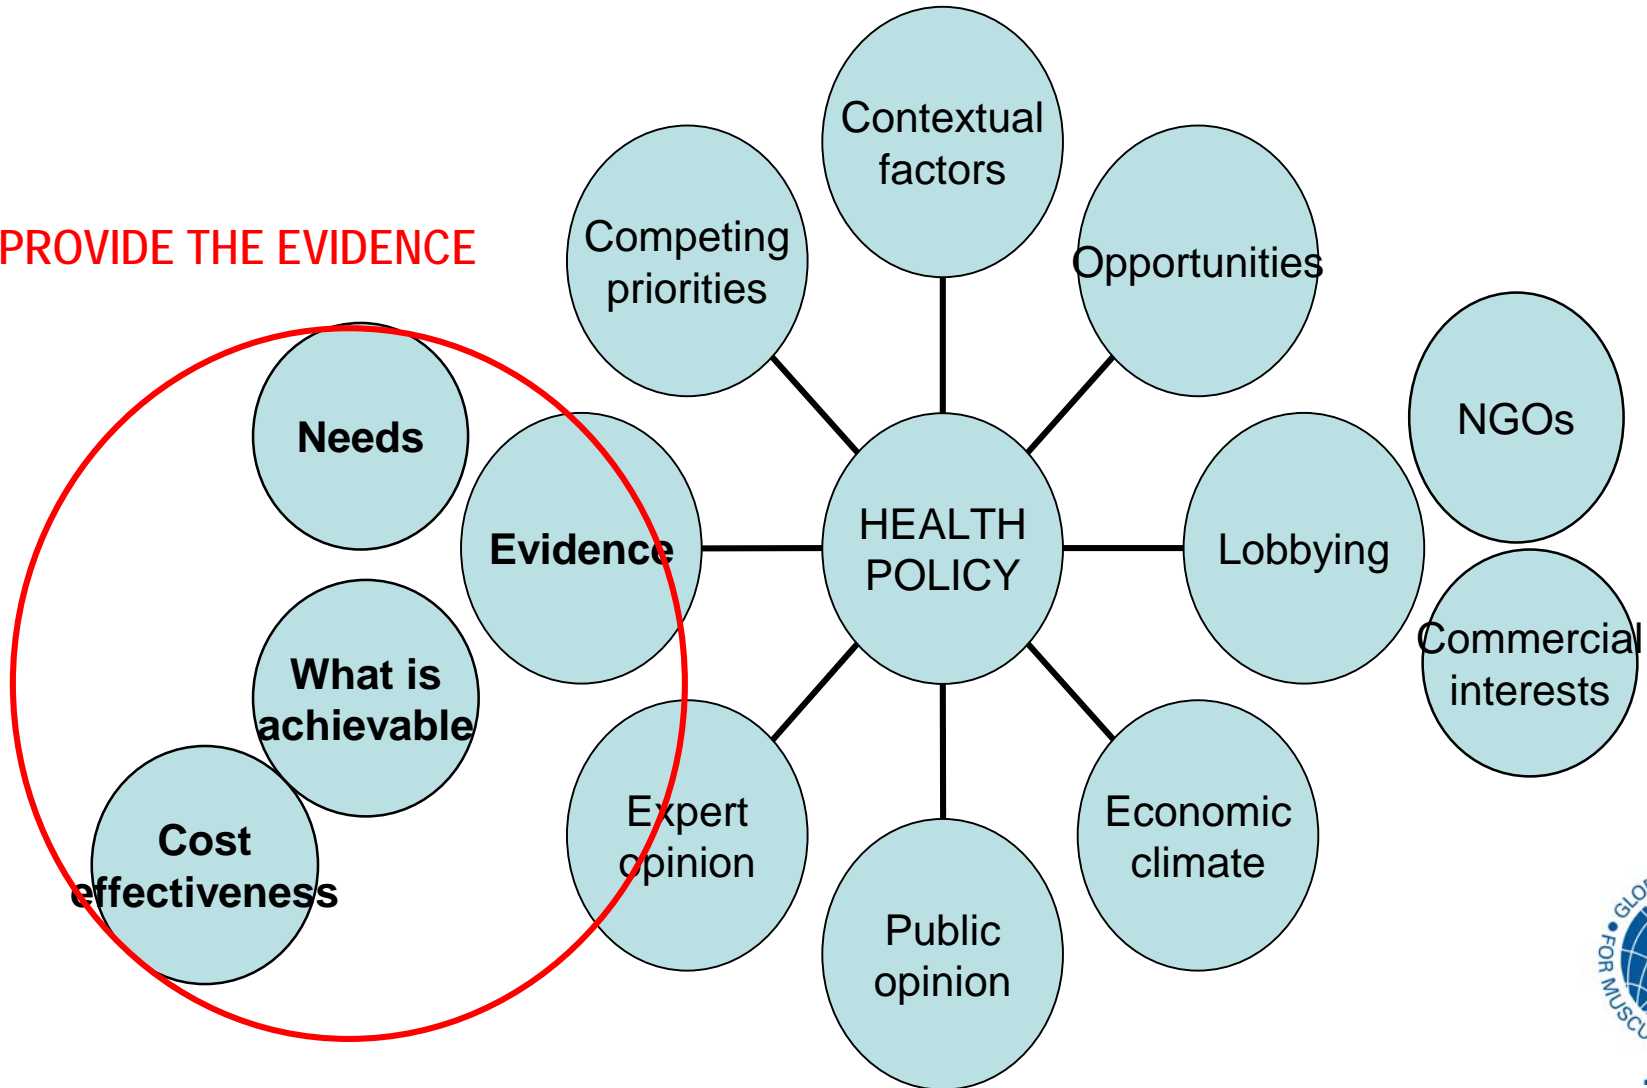 PROVIDE THE EVIDENCE
Contextual
factors
Competing
priorities
Opportunities
Needs
NGOs
Evidence
HEALTH
POLICY
Lobbying
What is
achievable
Commercial
interests
Cost
effectiveness
Expert
opinion
Economic
climate
Public
opinion
FOR